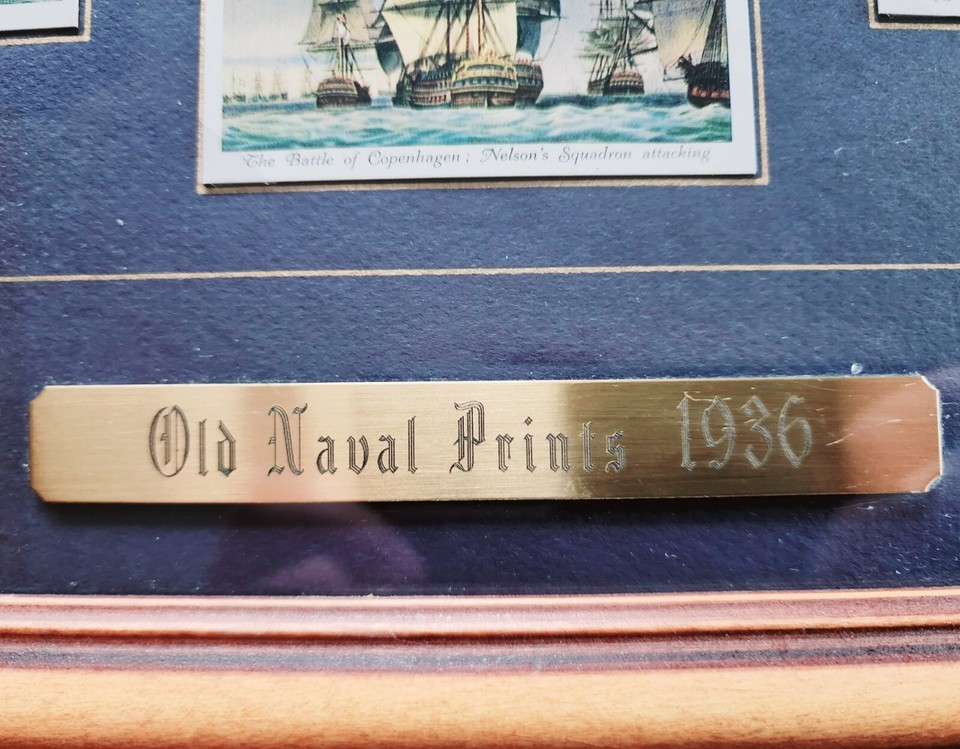 The Battle of Copenhagen; Nelson's Squadron attacking
Old Naval Prints 1936